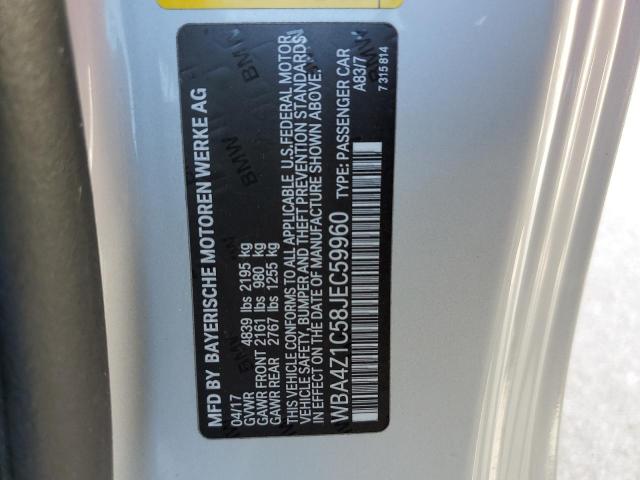 MFD BY BAYERISCHE MOTOREN WERKE AG
04/17
GVWR 4839 lbs 2195 kg
GAWR FRONT 2161 lbs 980 kg
GAWR REAR 2767 lbs 1255 kg
THIS VEHICLE CONFORMS TO ALL APPLICABLE U.S. FEDERAL MOTOR
VEHICLE SAFETY, BUMPER AND THEFT PREVENTION STANDARDS
IN EFFECT ON THE DATE OF MANUFACTURE SHOWN ABOVE.
WBA4Z1C58JEC59960 TYPE: PASSENGER CAR
A83/7
7 315 814
BMW
BMW
BMW